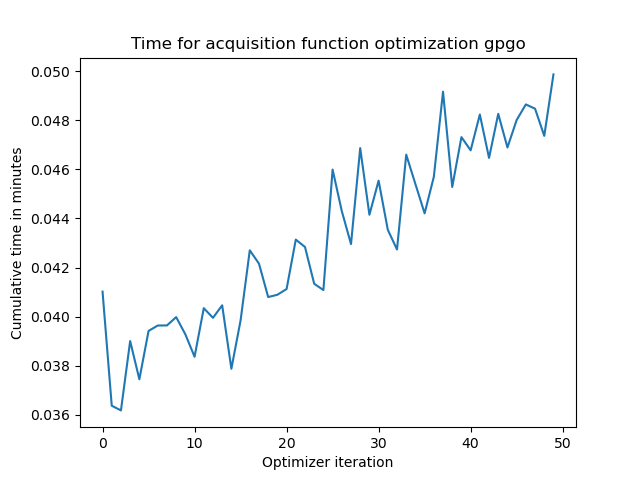 Time for acquisition function optimization gpgo
0.050
0.048
0.046
0.044
0.042
0.040
0.038
0.036
Cumulative time in minutes
0 10 20 30 40 50
Optimizer iteration